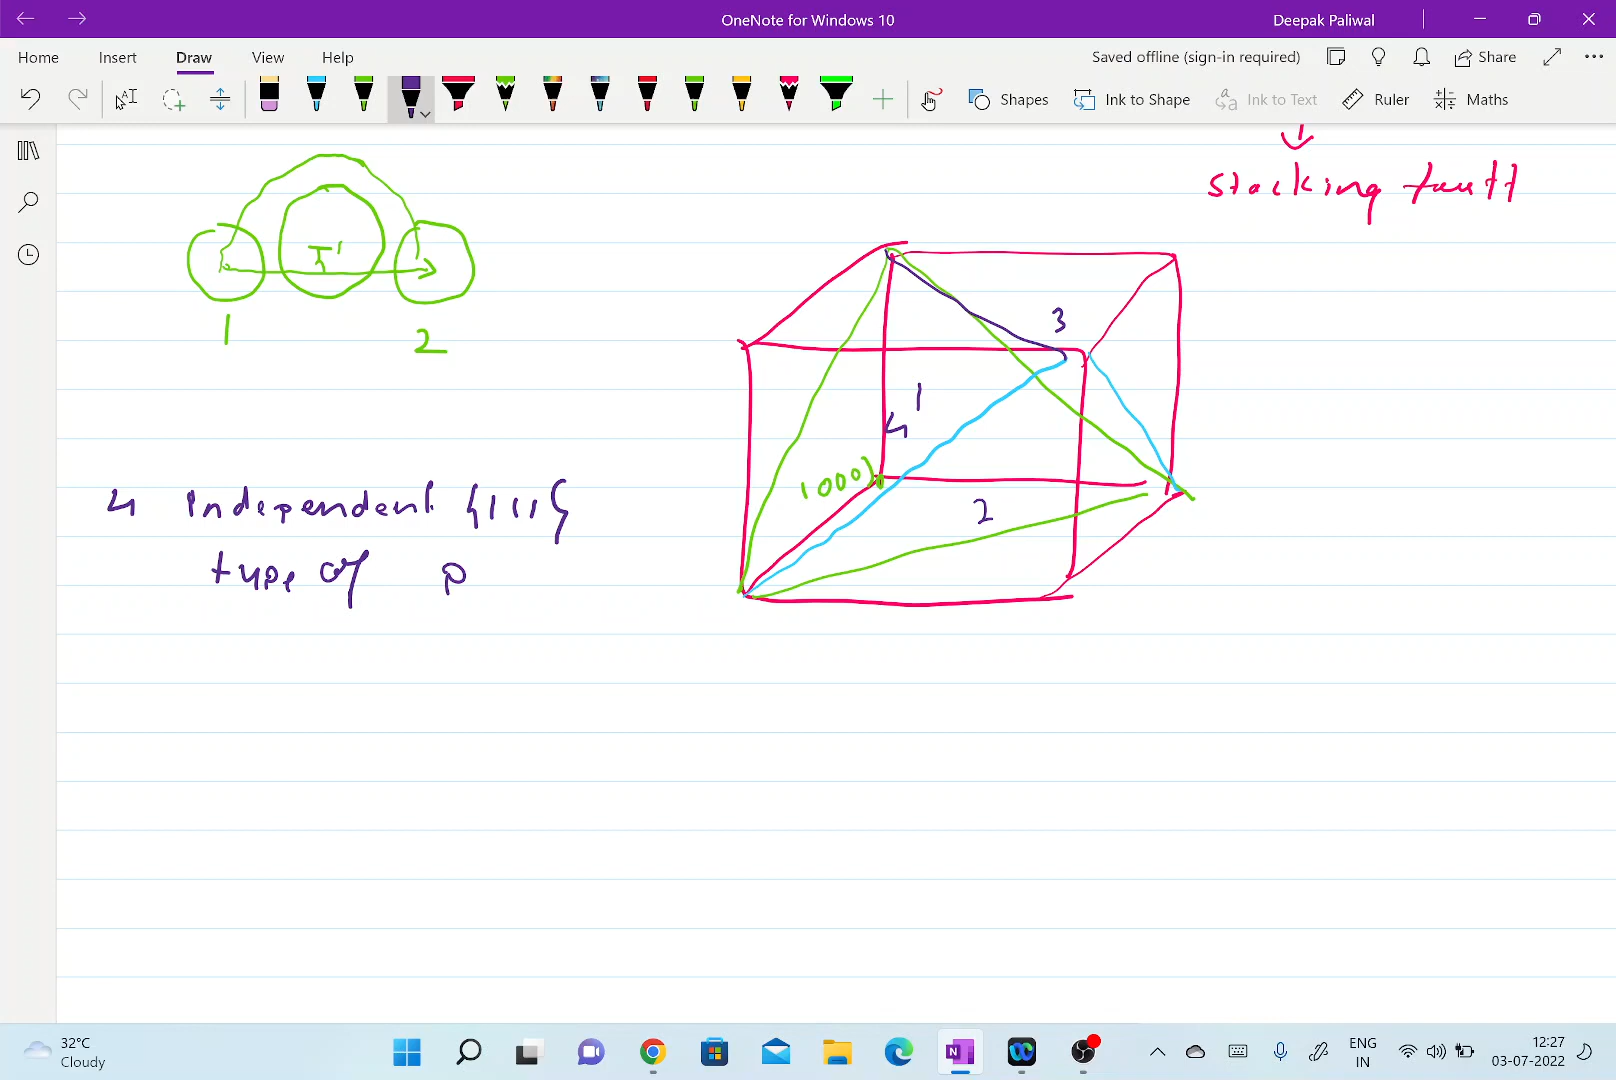 OneNote for Windows 10
Deepak Paliwal
Home Insert Draw View Help
Saved offline (sign-in required)
Share
Shapes
Ink to Shape
Ink to Text
Ruler
Maths
stacking fault
1
2
3
1
4
1000)
2
4 Independent {111}
type of p
32°C
Cloudy
ENG
IN
12:27
03-07-2022